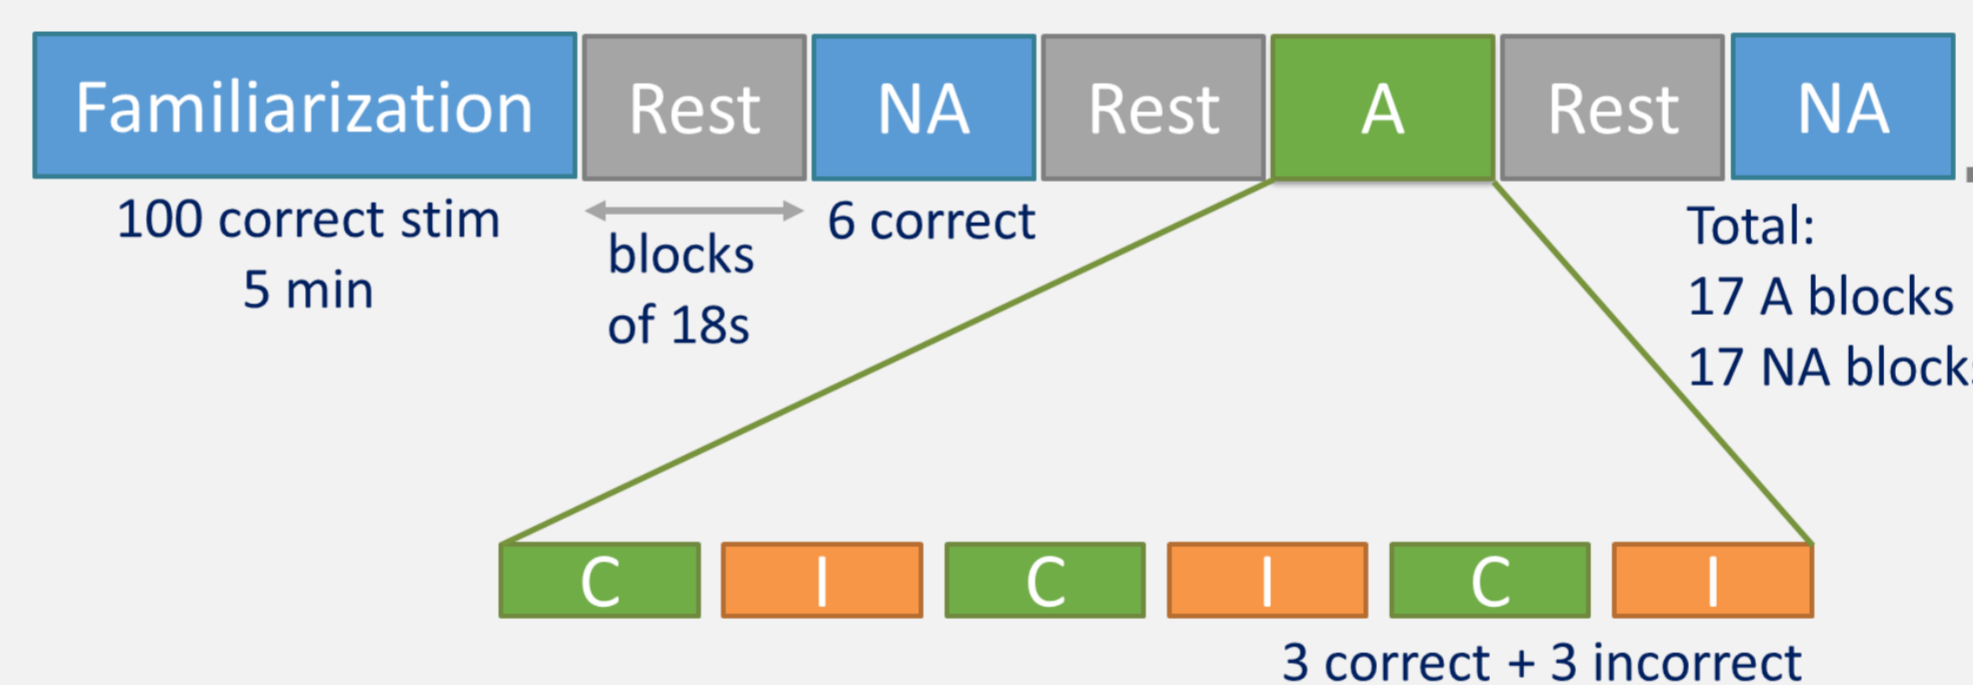 Familiarization
Rest
NA
Rest
A
Rest
NA
100 correct stim
5 min
blocks
of 18s
6 correct
Total:
17 A blocks
17 NA blocks
C
I
C
I
C
I
3 correct + 3 incorrect